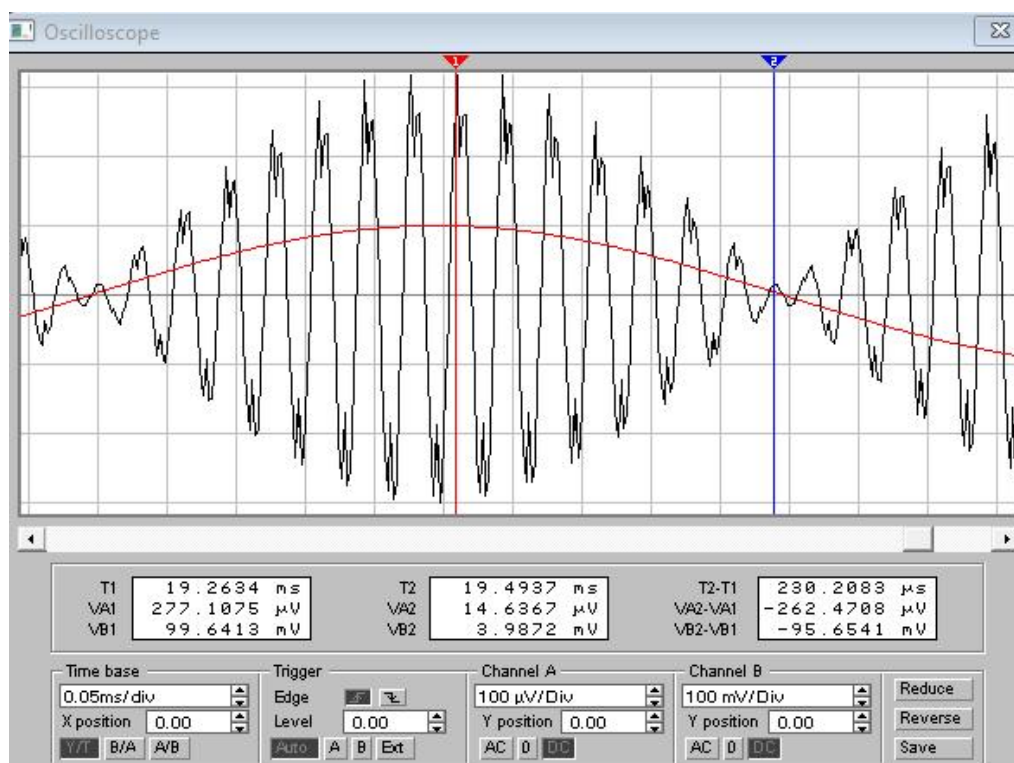 Oscilloscope
1 2
T1 19.2634 ms T2 19.4937 ms T2-T1 230.2083 µs
VA1 277.1075 µV VA2 14.6367 µV VA2-VA1 -262.4708 µV
VB1 99.6413 mV VB2 3.9872 mV VB2-VB1 -95.6541 mV
Time base Trigger Channel A Channel B
0.05ms/div Edge 100 µV/Div 100 mV/Div Reduce
X position 0.00 Level 0.00 Y position 0.00 Y position 0.00 Reverse
Y/T B/A A/B Auto A B Ext AC 0 DC AC 0 DC Save